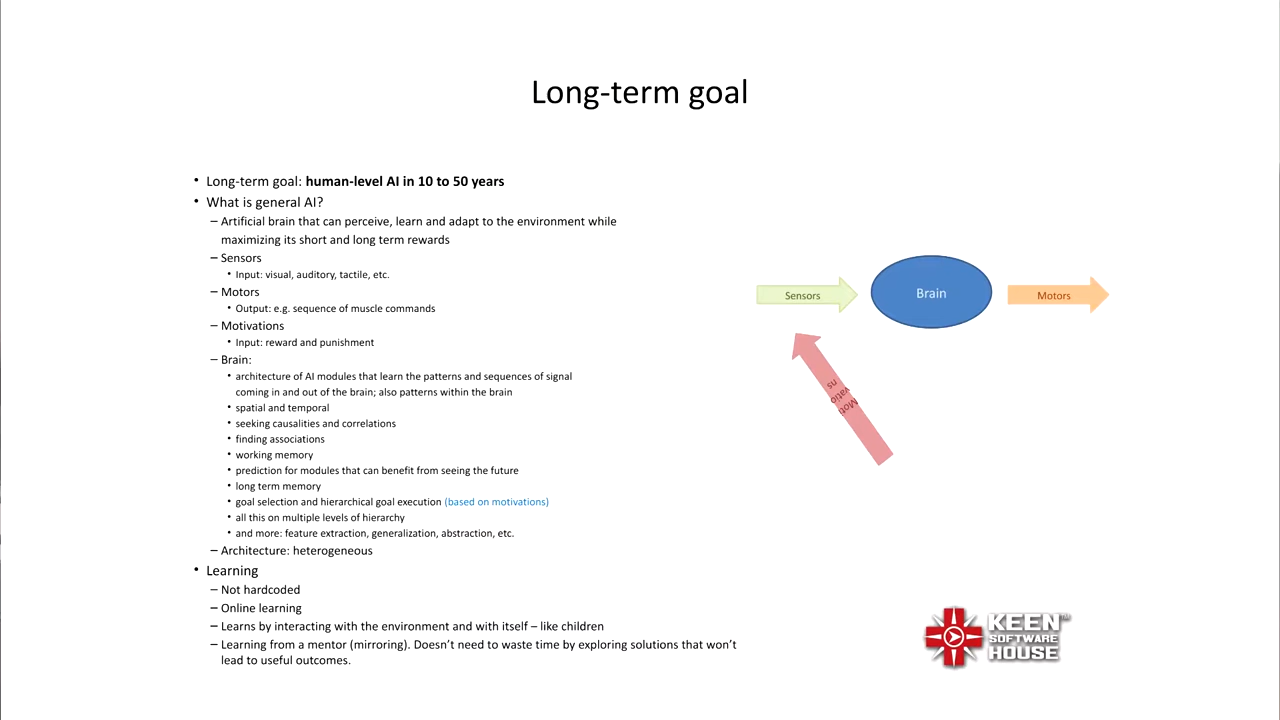 Long-term goal
• Long-term goal: human-level AI in 10 to 50 years
• What is general AI?
– Artificial brain that can perceive, learn and adapt to the environment while
maximizing its short and long term rewards
– Sensors
• Input: visual, auditory, tactile, etc.
– Motors
• Output: e.g. sequence of muscle commands
– Motivations
• Input: reward and punishment
– Brain:
• architecture of AI modules that learn the patterns and sequences of signal
coming in and out of the brain; also patterns within the brain
• spatial and temporal
• seeking causalities and correlations
• finding associations
• working memory
• prediction for modules that can benefit from seeing the future
• long term memory
• goal selection and hierarchical goal execution (based on motivations)
• all this on multiple levels of hierarchy
• and more: feature extraction, generalization, abstraction, etc.
– Architecture: heterogeneous
• Learning
– Not hardcoded
– Online learning
– Learns by interacting with the environment and with itself – like children
– Learning from a mentor (mirroring). Doesn’t need to waste time by exploring solutions that won’t
lead to useful outcomes.
Sensors
Brain
Motors
Moti
vatio
ns
KEEN™
SOFTWARE
HOUSE